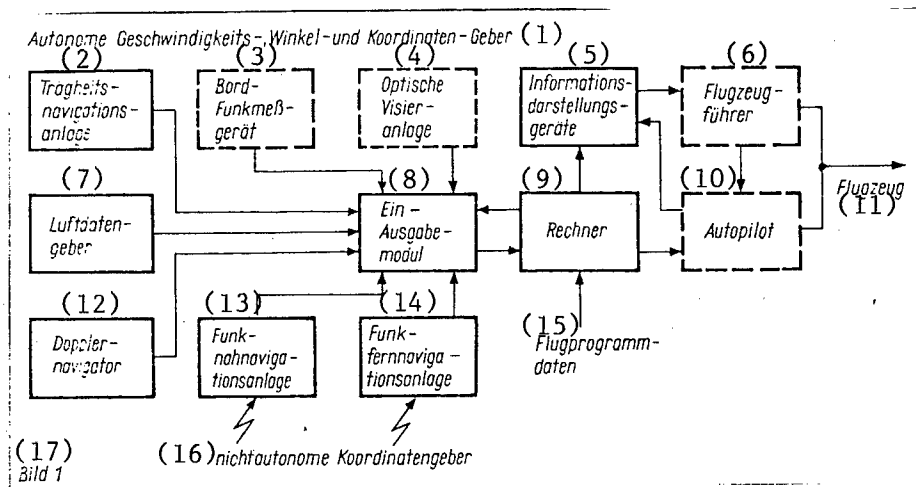 Autonome Geschwindigkeits-, Winkel- und Koordinaten-Geber (1)
(2)
Trägheits-
navigations-
anlage
(3)
Bord-
Funkmeß-
gerät
(4)
Optische
Visier-
anlage
(5)
Informations-
darstellungs-
geräte
(6)
Flugzeug-
führer
(7)
Luftdaten-
geber
(8)
Ein-
Ausgabe-
modul
(9)
Rechner
(10)
Autopilot
Flugzeug
(11)
(12)
Doppler-
navigator
(13)
Funk-
nahnaviga-
tionsanlage
(14)
Funk-
fernnaviga-
tionsanlage
(15)
Flugprogramm-
daten
(16) nichtautonome Koordinatengeber
(17)
Bild 1